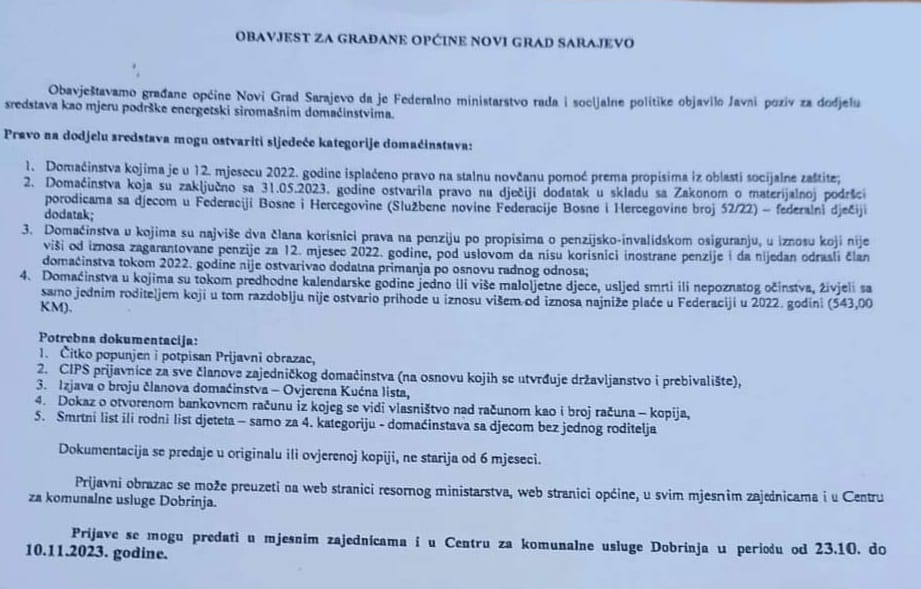 OBAVJEST ZA GRAĐANE OPĆINE NOVI GRAD SARAJEVO
Obavještavamo građane općine Novi Grad Sarajevo da je Federalno ministarstvo rada i socijalne politike objavilo Javni poziv za dodjelu
sredstava kao mjeru podrške energetski siromašnim domaćinstvima.
Pravo na dodjelu sredstava mogu ostvariti sljedeće kategorije domaćinstava:
1. Domaćinstva kojima je u 12. mjesecu 2022. godine isplaćeno pravo na stalnu novčanu pomoć prema propisima iz oblasti socijalne zaštite;
2. Domaćinstva koja su zaključno sa 31.05.2023. godine ostvarila pravo na dječiji dodatak u skladu sa Zakonom o materijalnoj podršci
porodicama sa djecom u Federaciji Bosne i Hercegovine (Službene novine Federacije Bosne i Hercegovine broj 52/22) – federalni dječiji
dodatak;
3. Domaćinstva u kojima su najviše dva člana korisnici prava na penziju po propisima o penzijsko-invalidskom osiguranju, u iznosu koji nije
viši od iznosa zagarantovane penzije za 12. mjesec 2022. godine, pod uslovom da nisu korisnici inostrane penzije i da nijedan odrasli član
domaćinstva tokom 2022. godine nije ostvarivao dodatna primanja po osnovu radnog odnosa;
4. Domaćinstva u kojima su tokom predhodne kalendarske godine jedno ili više maloljetne djece, usljed smrti ili nepoznatog očinstva, živjeli sa
samo jednim roditeljem koji u tom razdoblju nije ostvario prihode u iznosu višem od iznosa najniže plaće u Federaciji u 2022. godini (543,00
KM).
Potrebna dokumentacija:
1. Čitko popunjen i potpisan Prijavni obrazac,
2. CIPS prijavnice za sve članove zajedničkog domaćinstva (na osnovu kojih se utvrđuje državljanstvo i prebivalište),
3. Izjava o broju članova domaćinstva – Ovjerena Kućna lista,
4. Dokaz o otvorenom bankovnom računu iz kojeg se vidi vlasništvo nad računom kao i broj računa – kopija,
5. Smrtni list ili rodni list djeteta – samo za 4. kategoriju - domaćinstava sa djecom bez jednog roditelja
Dokumentacija se predaje u originalu ili ovjerenoj kopiji, ne starija od 6 mjeseci.
Prijavni obrazac se može preuzeti na web stranici resornog ministarstva, web stranici općine, u svim mjesnim zajednicama i u Centru
za komunalne usluge Dobrinja.
Prijave se mogu predati u mjesnim zajednicama i u Centru za komunalne usluge Dobrinja u periodu od 23.10. do
10.11.2023. godine.